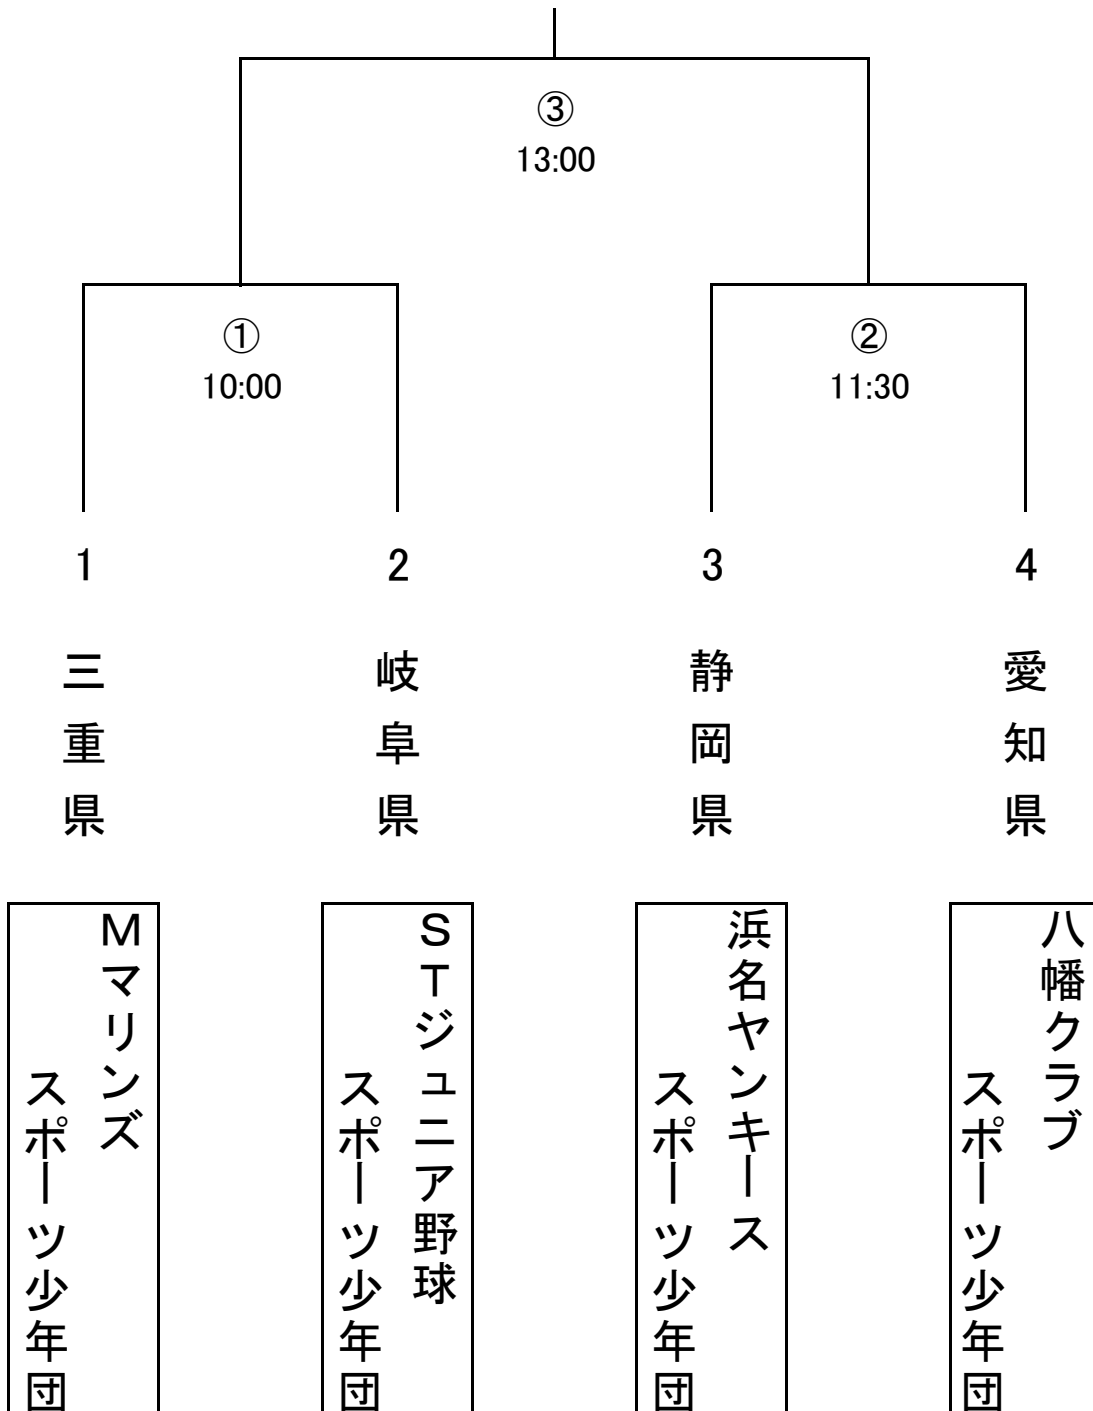 ③
13:00
①
10:00
②
11:30
1
2
3
4
三重県
岐阜県
静岡県
愛知県
Ｍマリンズ
スポーツ少年団
ＳＴジュニア野球
スポーツ少年団
浜名ヤンキース
スポーツ少年団
八幡クラブ
スポーツ少年団